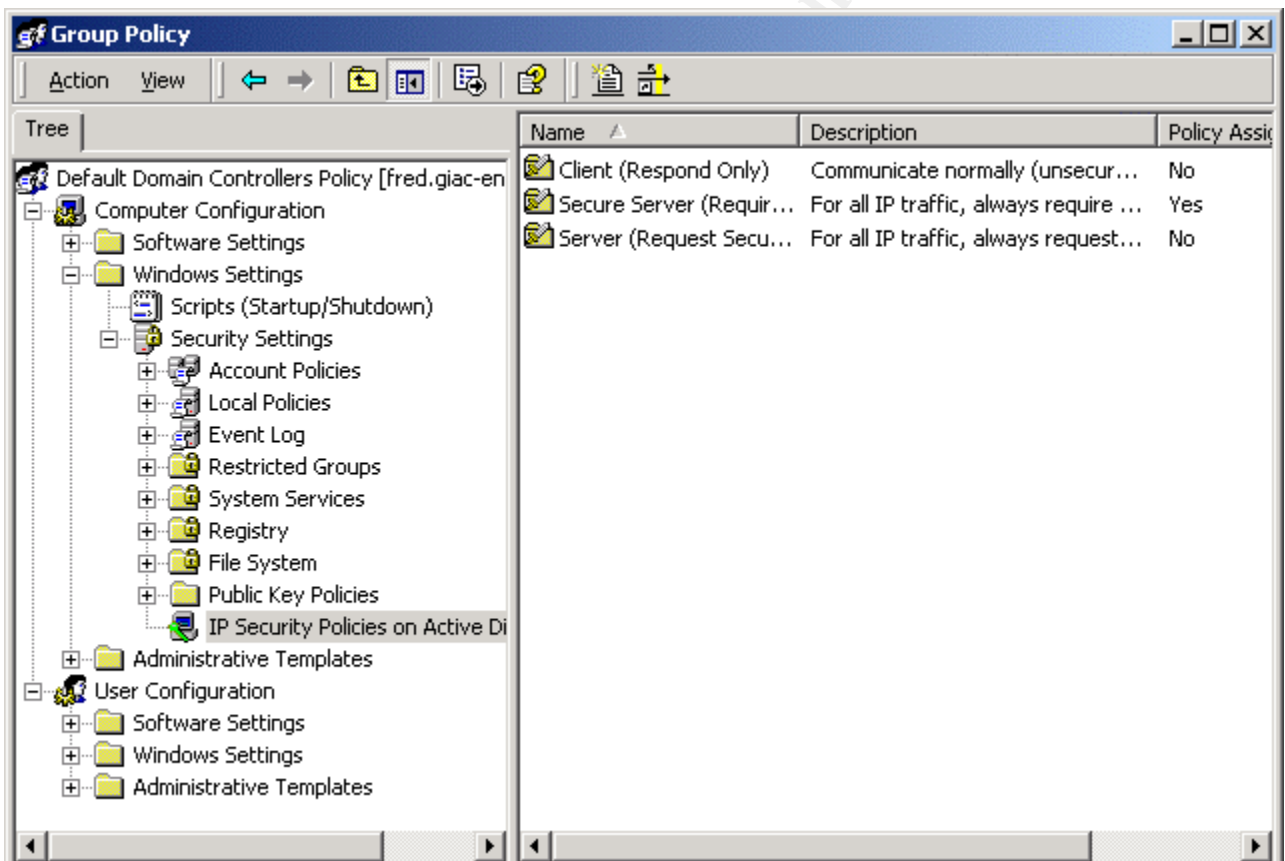 Group Policy
Action View
Tree
Name Description Policy Assig
Default Domain Controllers Policy [fred.giac-en
Computer Configuration
Software Settings
Windows Settings
Scripts (Startup/Shutdown)
Security Settings
Account Policies
Local Policies
Event Log
Restricted Groups
System Services
Registry
File System
Public Key Policies
IP Security Policies on Active Di
Administrative Templates
User Configuration
Software Settings
Windows Settings
Administrative Templates
Client (Respond Only) Communicate normally (unsecur... No
Secure Server (Requir... For all IP traffic, always require ... Yes
Server (Request Secu... For all IP traffic, always request... No